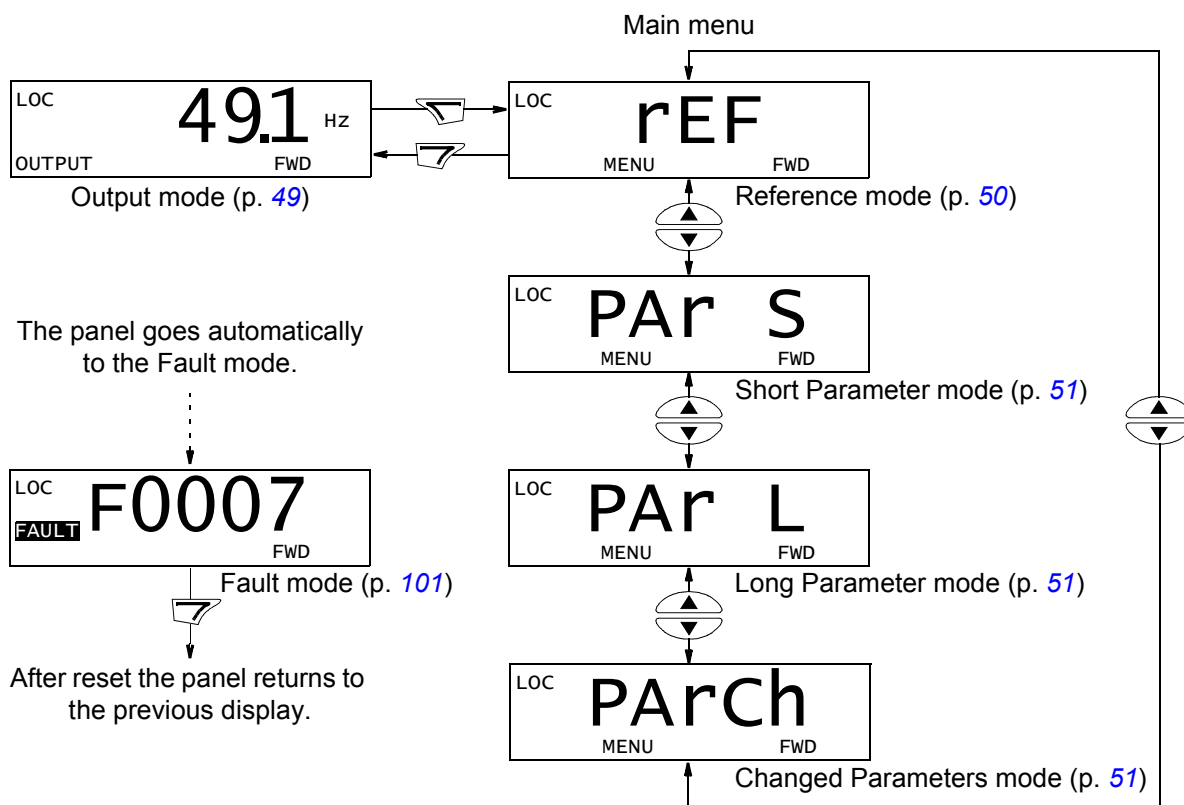 Main menu
LOC
49.1 Hz
OUTPUT FWD
Output mode (p. 49)
LOC
rEF
MENU FWD
Reference mode (p. 50)
LOC
PAr S
MENU FWD
Short Parameter mode (p. 51)
The panel goes automatically
to the Fault mode.
LOC
FAULT
F0007
FWD
Fault mode (p. 101)
After reset the panel returns to
the previous display.
LOC
PAr L
MENU FWD
Long Parameter mode (p. 51)
LOC
PArCh
MENU FWD
Changed Parameters mode (p. 51)